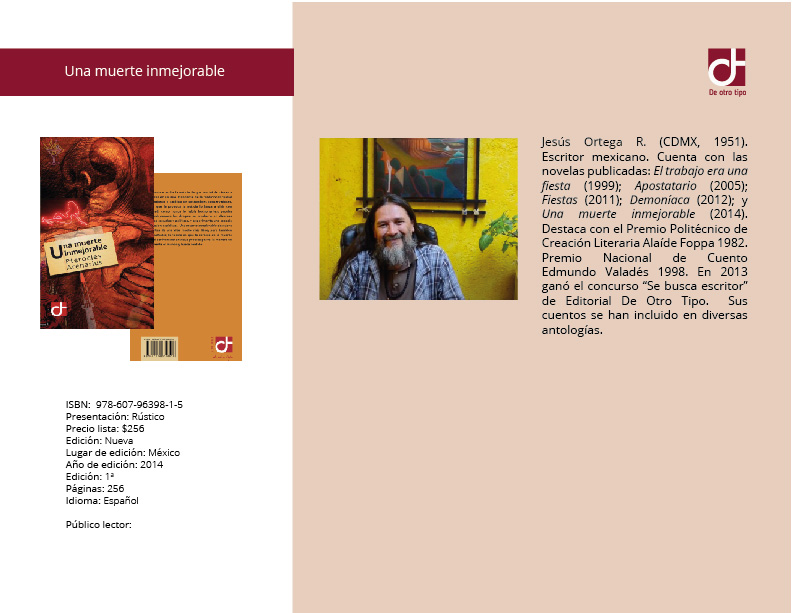 Una muerte inmejorable
De otro tipo
Una muerte
inmejorable
Pterocles
Arenarius
ISBN:  978-607-96398-1-5
Presentación: Rústico
Precio lista: $256
Edición: Nueva
Lugar de edición: México
Año de edición: 2014
Edición: 1ª
Páginas: 256
Idioma: Español
Público lector:
Jesús Ortega R. (CDMX, 1951).
Escritor mexicano. Cuenta con las
novelas publicadas: El trabajo era una
fiesta (1999); Apostatario (2005);
Fiestas (2011); Demoníaca (2012); y
Una muerte inmejorable (2014).
Destaca con el Premio Politécnico de
Creación Literaria Alaíde Foppa 1982.
Premio Nacional de Cuento
Edmundo Valadés 1998. En 2013
ganó el concurso “Se busca escritor”
de Editorial De Otro Tipo.  Sus
cuentos se han incluido en diversas
antologías.